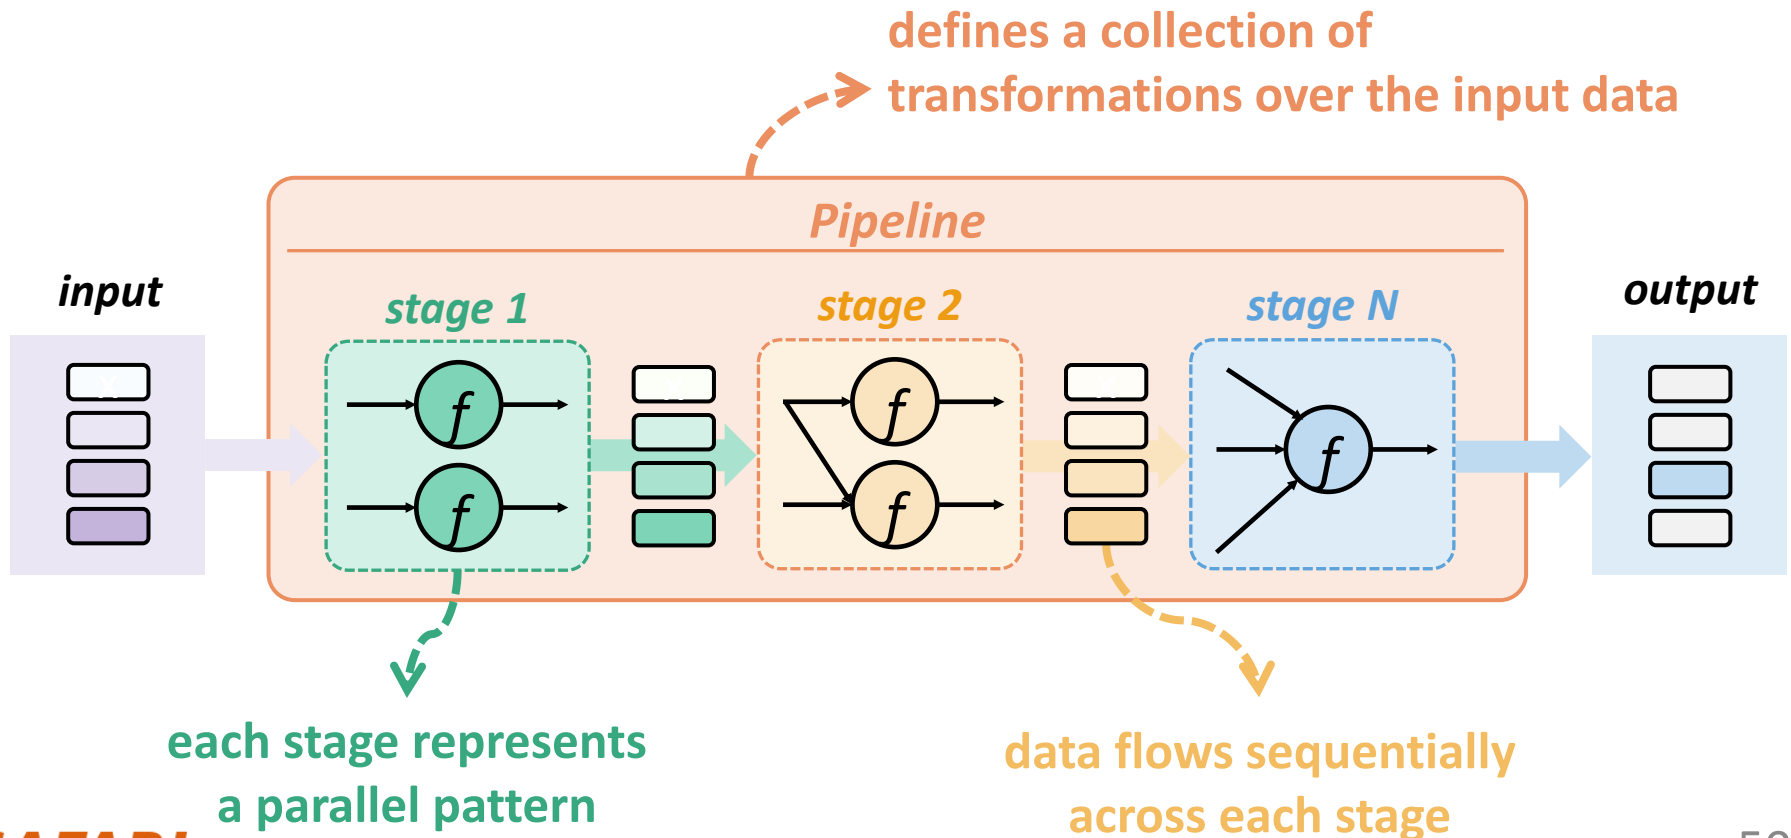 defines a collection of
transformations over the input data
Pipeline
input
stage 1
stage 2
stage N
output
f
f
f
f
f
each stage represents
a parallel pattern
data flows sequentially
across each stage